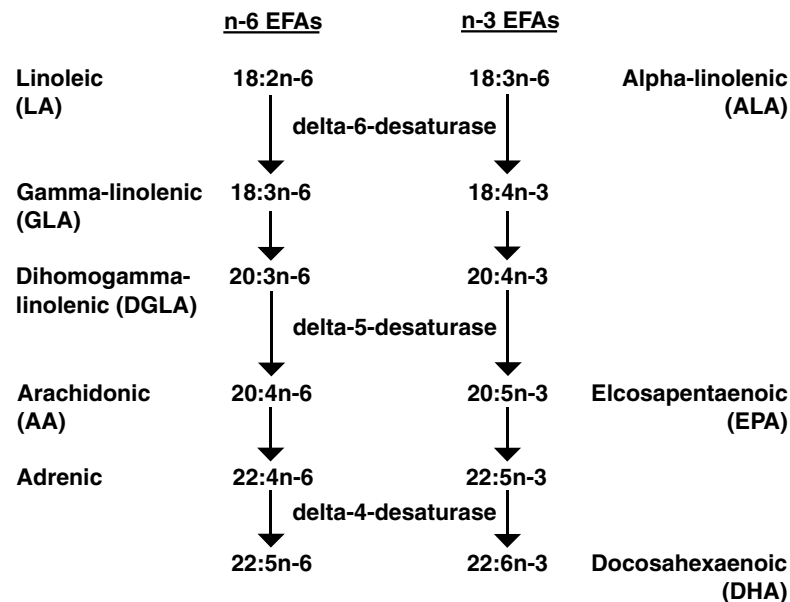 n-6 EFAs n-3 EFAs
Linoleic 18:2n-6 18:3n-6 Alpha-linolenic
(LA) (ALA)
delta-6-desaturase
Gamma-linolenic 18:3n-6 18:4n-3
(GLA)
Dihomogamma- 20:3n-6 20:4n-3
linolenic (DGLA)
delta-5-desaturase
Arachidonic 20:4n-6 20:5n-3 Elcosapentaenoic
(AA) (EPA)
Adrenic 22:4n-6 22:5n-3
delta-4-desaturase
22:5n-6 22:6n-3 Docosahexaenoic
(DHA)